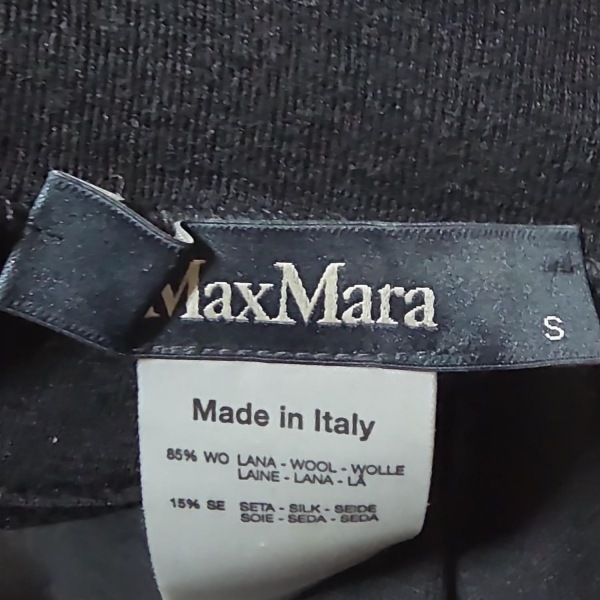 MaxMara
S
Made in Italy
85% WO LANA - WOOL - WOLLE
LAINE - LANA - LÃ
15% SE SETA - SILK - SEIDE
SOIE - SEDA - SEDA